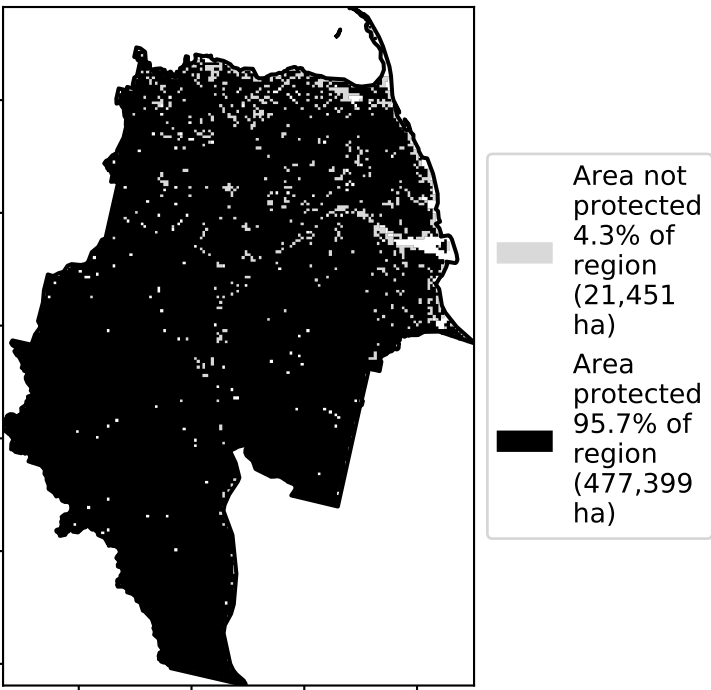 Area not
protected
4.3% of
region
(21,451
ha)
Area
protected
95.7% of
region
(477,399
ha)